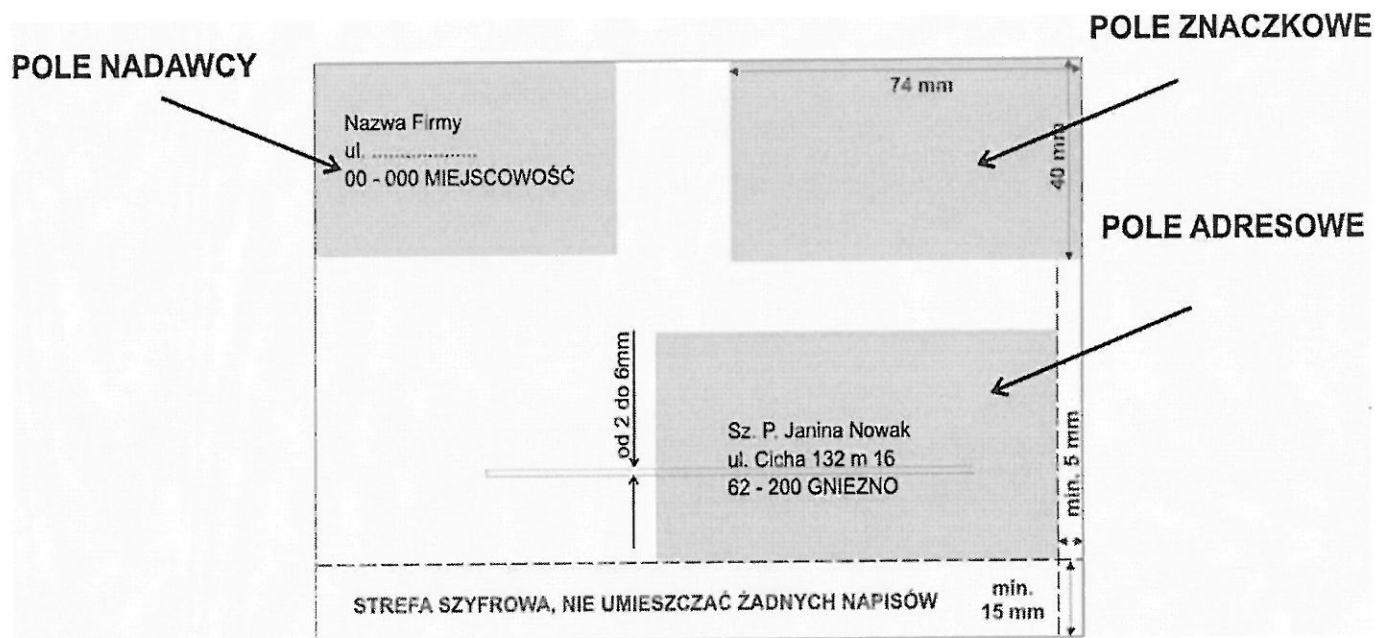 POLE ZNACZKOWE
POLE NADAWCY
74 mm
Nazwa Firmy
ul. ...................
00 - 000 MIEJSCOWOŚĆ
40 mm
POLE ADRESOWE
od 2 do 6mm
Sz. P. Janina Nowak
ul. Cicha 132 m 16
62 - 200 GNIEZNO
min. 5 mm
STREFA SZYFROWA, NIE UMIESZCZAĆ ŻADNYCH NAPISÓW
min.
15 mm